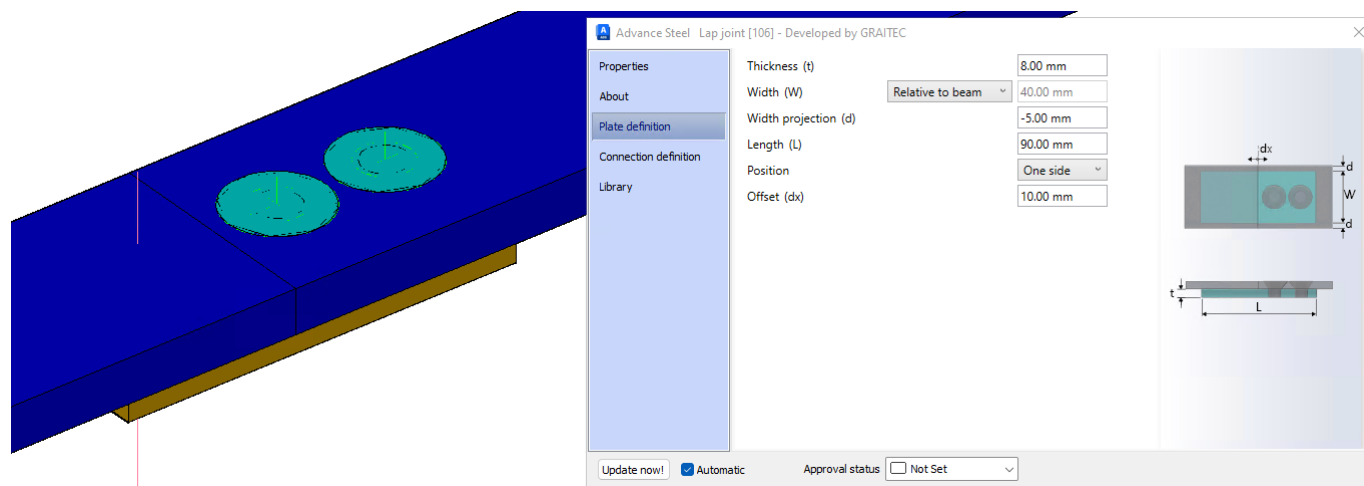 Advance Steel Lap joint [106] - Developed by GRAITEC
Properties
About
Plate definition
Connection definition
Library
Thickness (t) 8.00 mm
Width (W) Relative to beam 40.00 mm
Width projection (d) -5.00 mm
Length (L) 90.00 mm
Position One side
Offset (dx) 10.00 mm
dx
d
W
d
t
L
Update now! Automatic Approval status Not Set